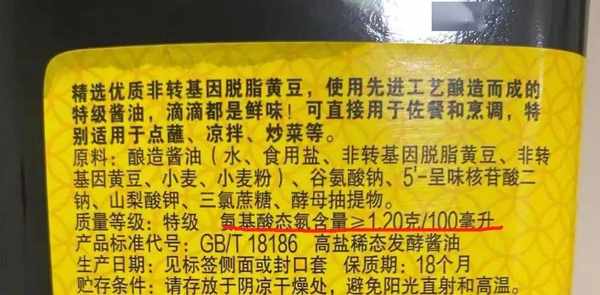 精选优质非转基因脱脂黄豆，使用先进工艺酿造而成的
特级酱油，滴滴都是鲜味！可直接用于佐餐和烹调，特
别适用于点蘸、凉拌、炒菜等。
原料：酿造酱油（水、食用盐、非转基因脱脂黄豆、非转
基因黄豆、小麦、小麦粉）、谷氨酸钠、5'-呈味核苷酸二
钠、山梨酸钾、三氯蔗糖、酵母抽提物。
质量等级：特级 氨基酸态氮含量≥1.20克/100毫升
产品标准代号：GB/T 18186 高盐稀态发酵酱油
生产日期：见标签侧面或封口套 保质期：18个月
贮存条件：请存放于阴凉干燥处，避免阳光直射和高温。